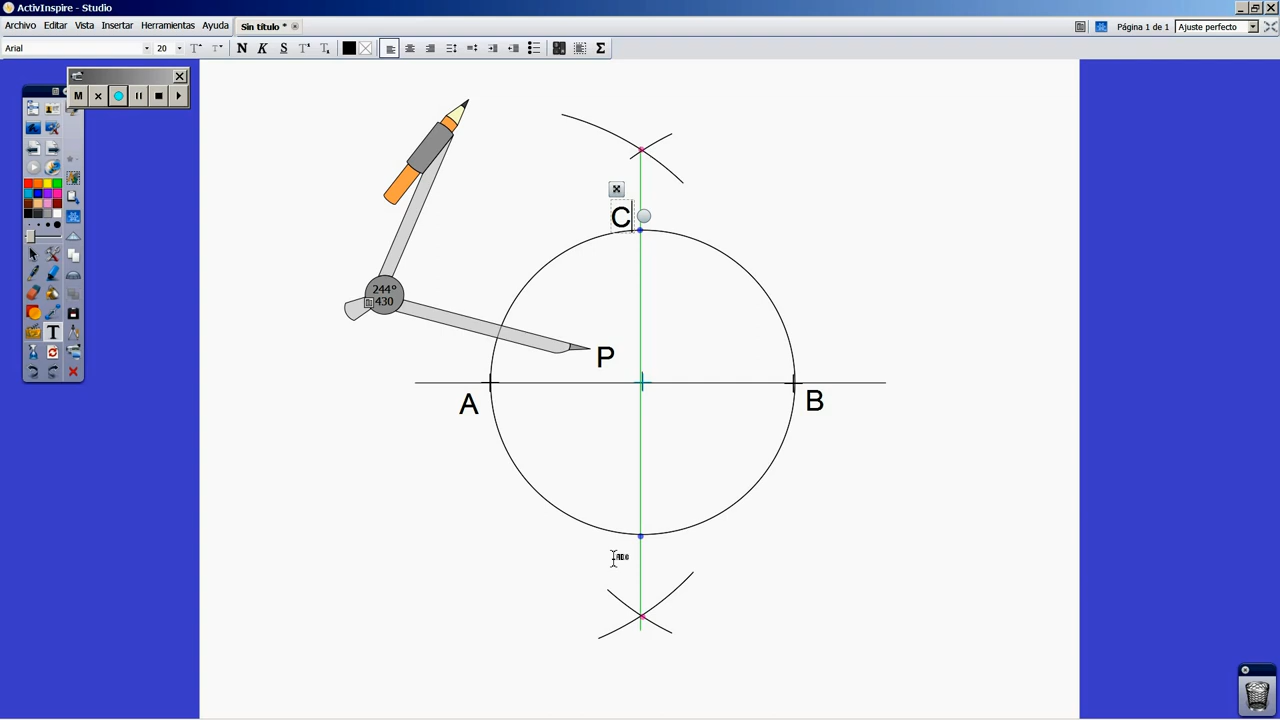 ActivInspire - Studio
Archivo Editar Vista Insertar Herramientas Ayuda Sin título * Página 1 de 1 Ajuste perfecto
Arial 20 N K S Σ
M
T
C
244°
430
P
A
B